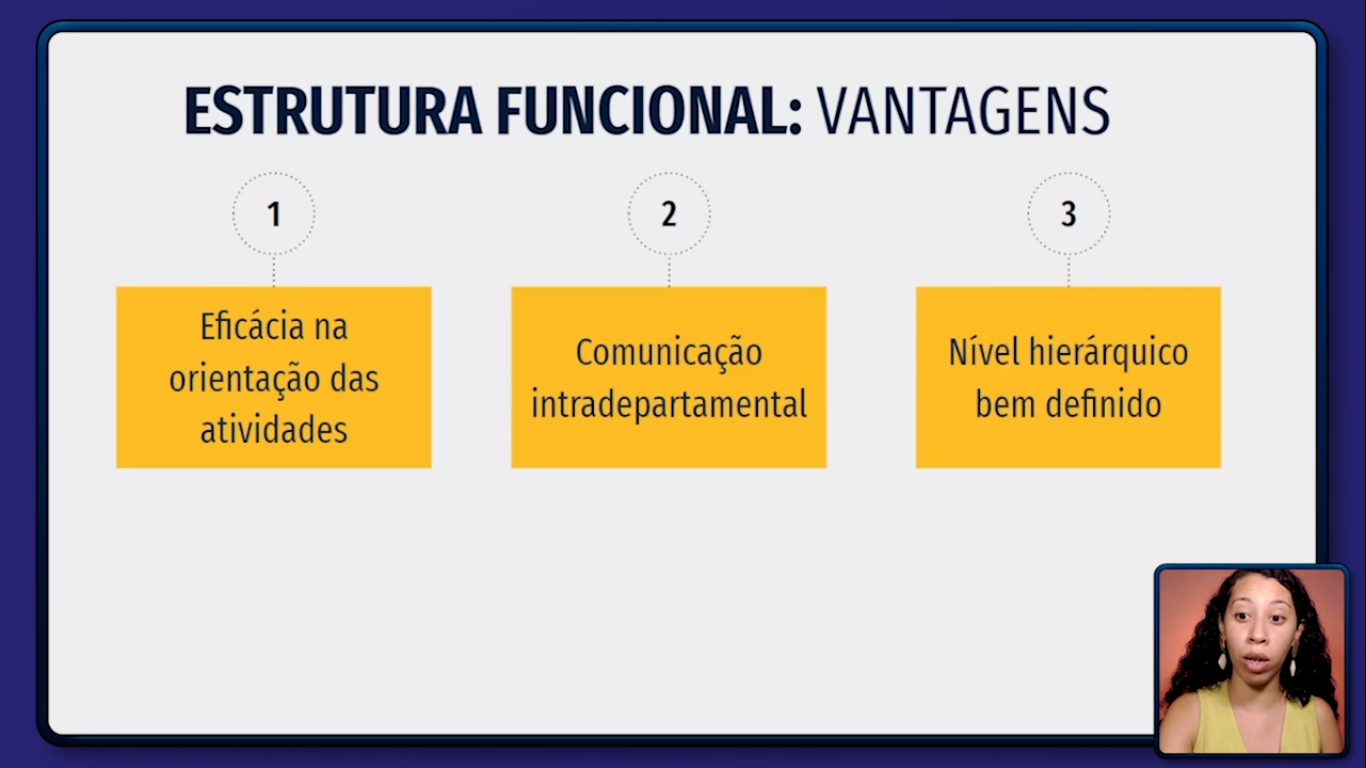 ESTRUTURA FUNCIONAL: VANTAGENS
1
2
3
Eficácia na
orientação das
atividades
Comunicação
intradepartamental
Nível hierárquico
bem definido